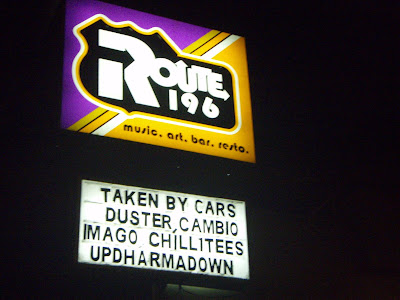 ROUTE
196
music. art. bar. resto.
TAKEN BY CARS
DUSTER, CAMBIO
IMAGO, CHILLITEES
UPDHARMADOWN